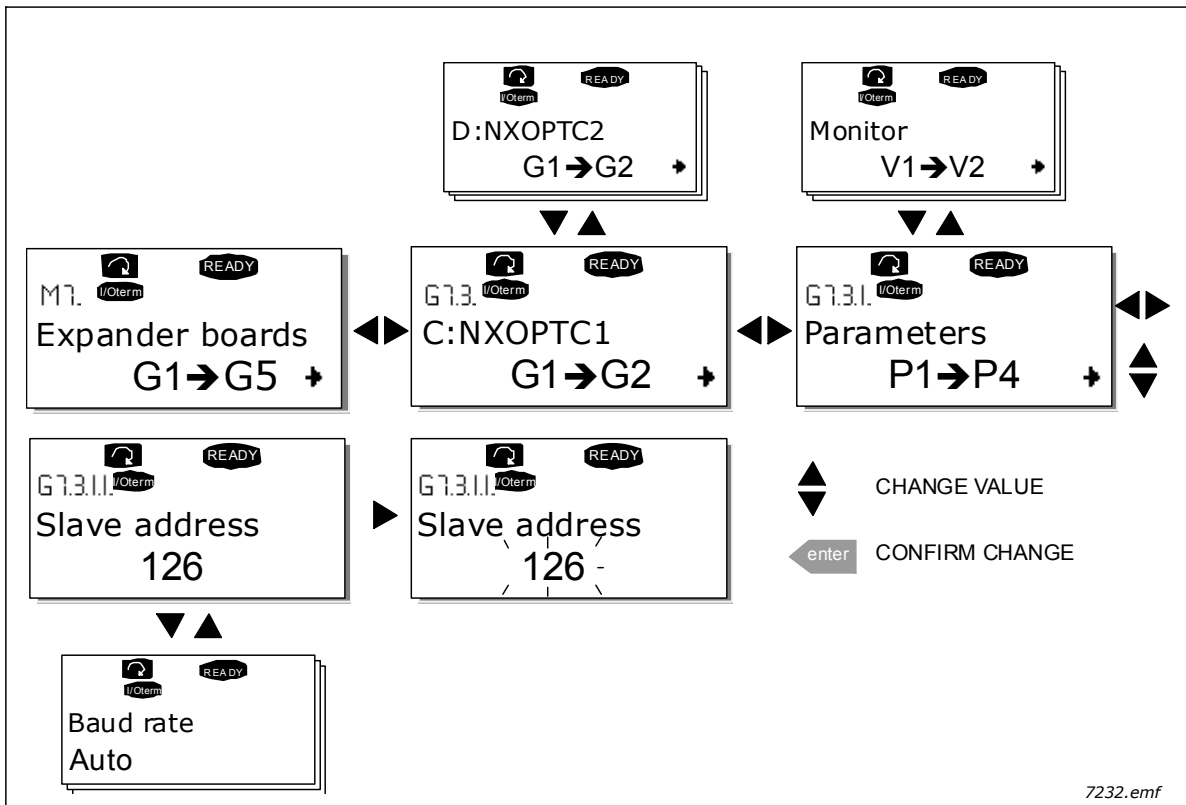 READY
I/Oterm
D:NXOPTC2
G1➔G2
READY
I/Oterm
Monitor
V1➔V2
READY
M7. I/Oterm
Expander boards
G1➔G5
READY
G7.3. I/Oterm
C:NXOPTC1
G1➔G2
READY
G7.3.1. I/Oterm
Parameters
P1➔P4
READY
G7.3.1.1. I/Oterm
Slave address
126
READY
G7.3.1.1. I/Oterm
Slave address
126
CHANGE VALUE
enter CONFIRM CHANGE
READY
I/Oterm
Baud rate
Auto
7232.emf